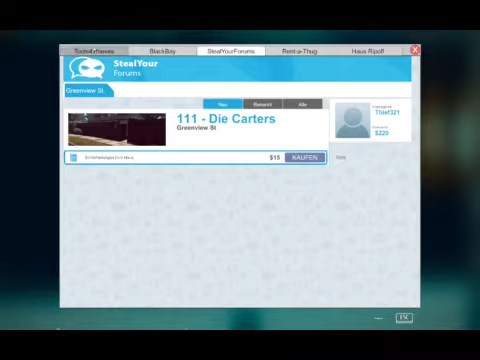 Tools4Thieves
BlackBay
StealYourForums
Rent-a-Thug
Haus Ripoff
X
StealYour
Forums
Greenview St.
Neu
Bekannt
Alle
111 - Die Carters
Greenview St
$15
KAUFEN
Thief321
$220
ESC